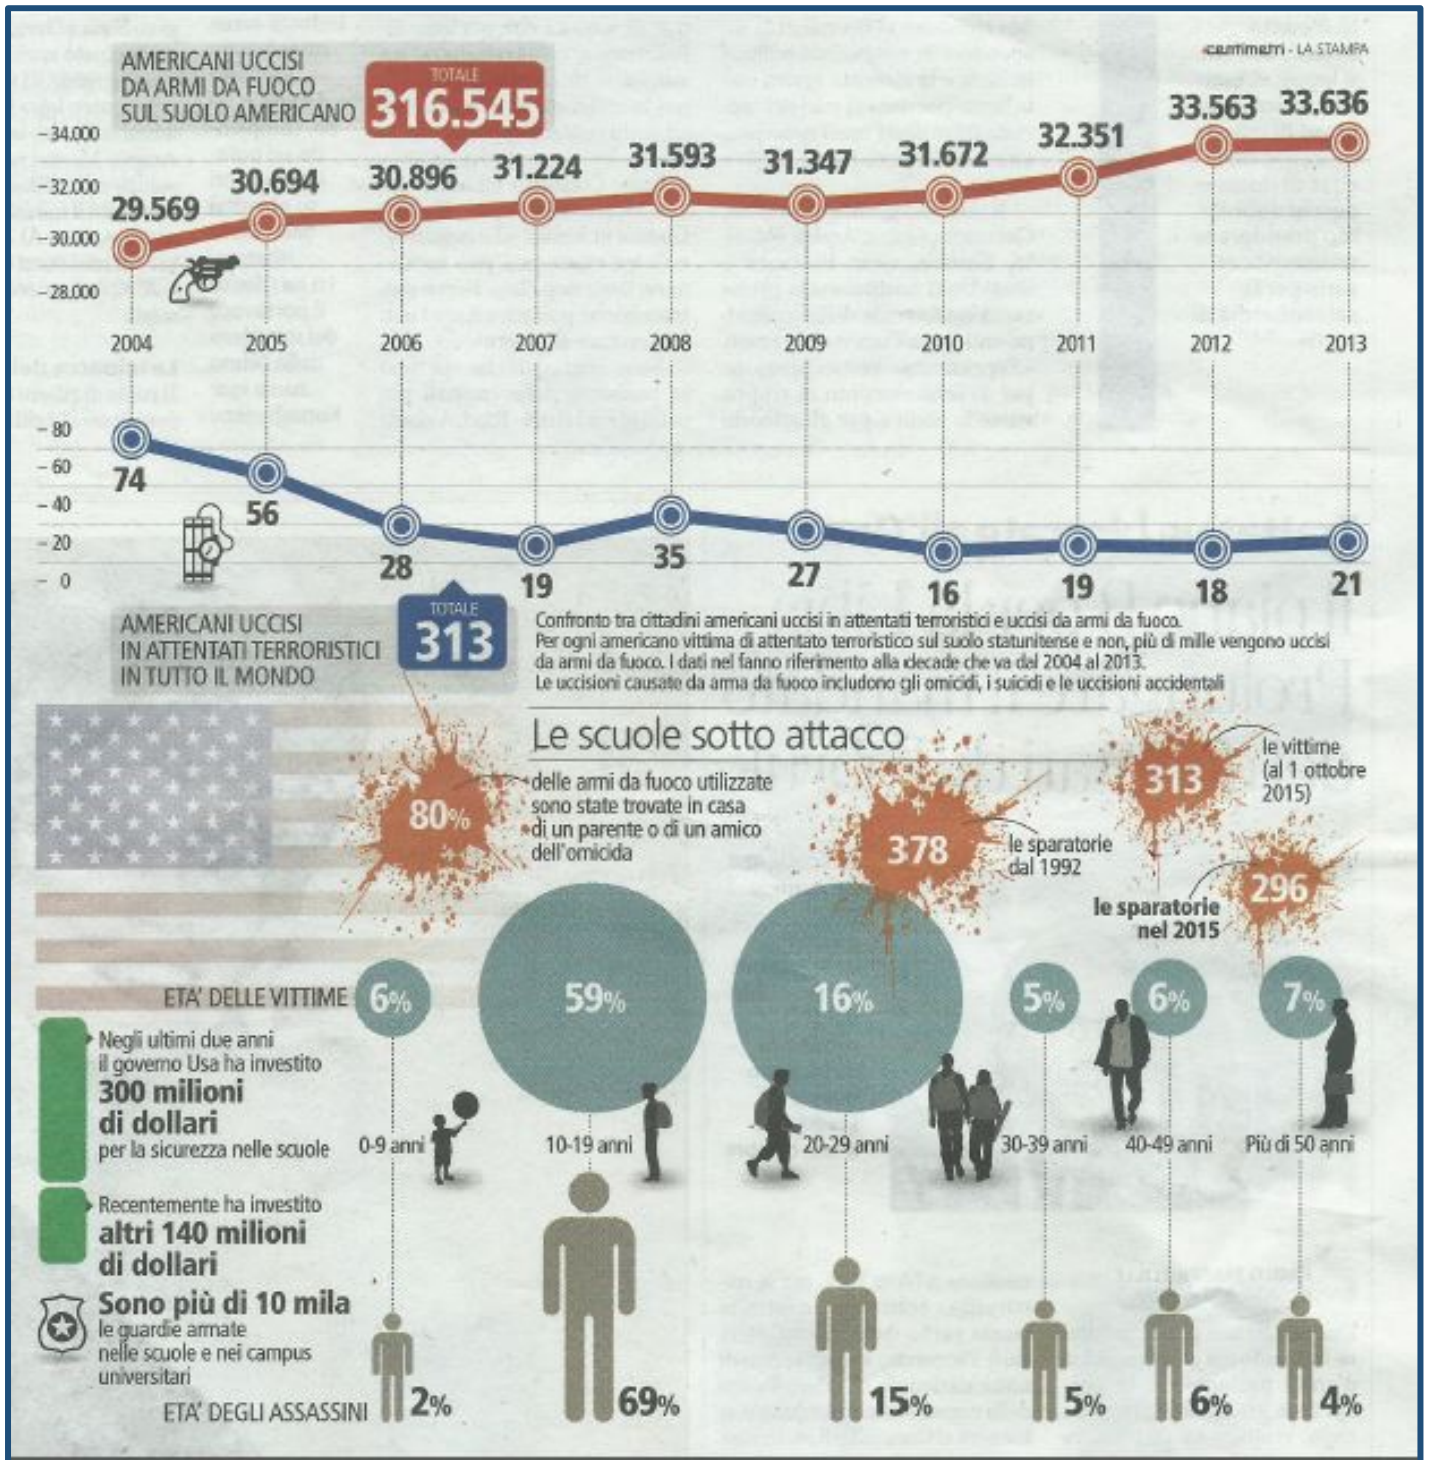 centimetri - LA STAMPA
AMERICANI UCCISI
DA ARMI DA FUOCO
SUL SUOLO AMERICANO
TOTALE
316.545
- 34.000
- 32.000
- 30.000
- 28.000
29.569
30.694
30.896
31.224
31.593
31.347
31.672
32.351
33.563
33.636
2004
2005
2006
2007
2008
2009
2010
2011
2012
2013
- 80
- 60
- 40
- 20
- 0
74
56
28
19
35
27
16
19
18
21
AMERICANI UCCISI
IN ATTENTATI TERRORISTICI
IN TUTTO IL MONDO
TOTALE
313
Confronto tra cittadini americani uccisi in attentati terroristici e uccisi da armi da fuoco.
Per ogni americano vittima di attentato terroristico sul suolo statunitense e non, più di mille vengono uccisi
da armi da fuoco. I dati nel fanno riferimento alla decade che va dal 2004 al 2013.
Le uccisioni causate da arma da fuoco includono gli omicidi, i suicidi e le uccisioni accidentali
Le scuole sotto attacco
80%
delle armi da fuoco utilizzate
sono state trovate in casa
di un parente o di un amico
dell'omicida
378
le sparatorie
dal 1992
313
le vittime
(al 1 ottobre
2015)
296
le sparatorie
nel 2015
ETA' DELLE VITTIME
6%
59%
16%
5%
6%
7%
Negli ultimi due anni
il governo Usa ha investito
300 milioni
di dollari
per la sicurezza nelle scuole
0-9 anni
10-19 anni
20-29 anni
30-39 anni
40-49 anni
Più di 50 anni
Recentemente ha investito
altri 140 milioni
di dollari
Sono più di 10 mila
le guardie armate
nelle scuole e nei campus
universitari
ETA' DEGLI ASSASSINI
2%
69%
15%
5%
6%
4%